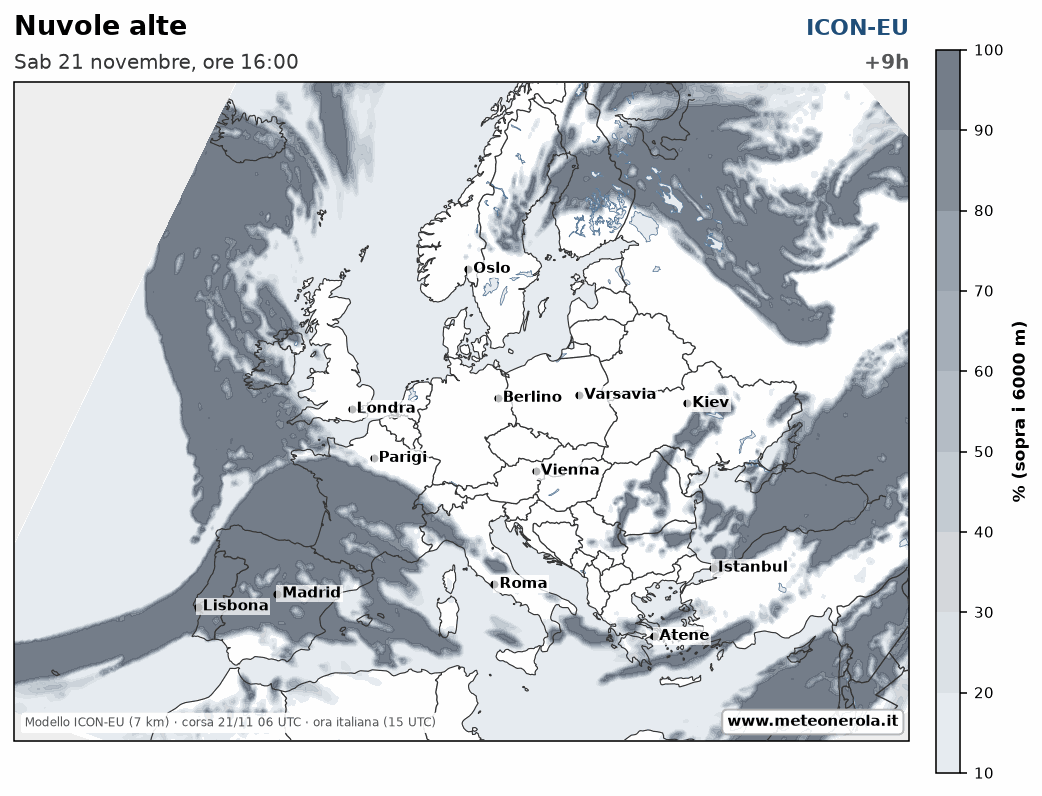 Nuvole alte
ICON-EU
Sab 21 novembre, ore 16:00
+9h
100
90
80
70
60
50
40
30
20
10
% (sopra i 6000 m)
Oslo
Berlino
Varsavia
Kiev
Londra
Parigi
Vienna
Istanbul
Roma
Madrid
Lisbona
Atene
Modello ICON-EU (7 km) · corsa 21/11 06 UTC · ora italiana (15 UTC)
www.meteonerola.it